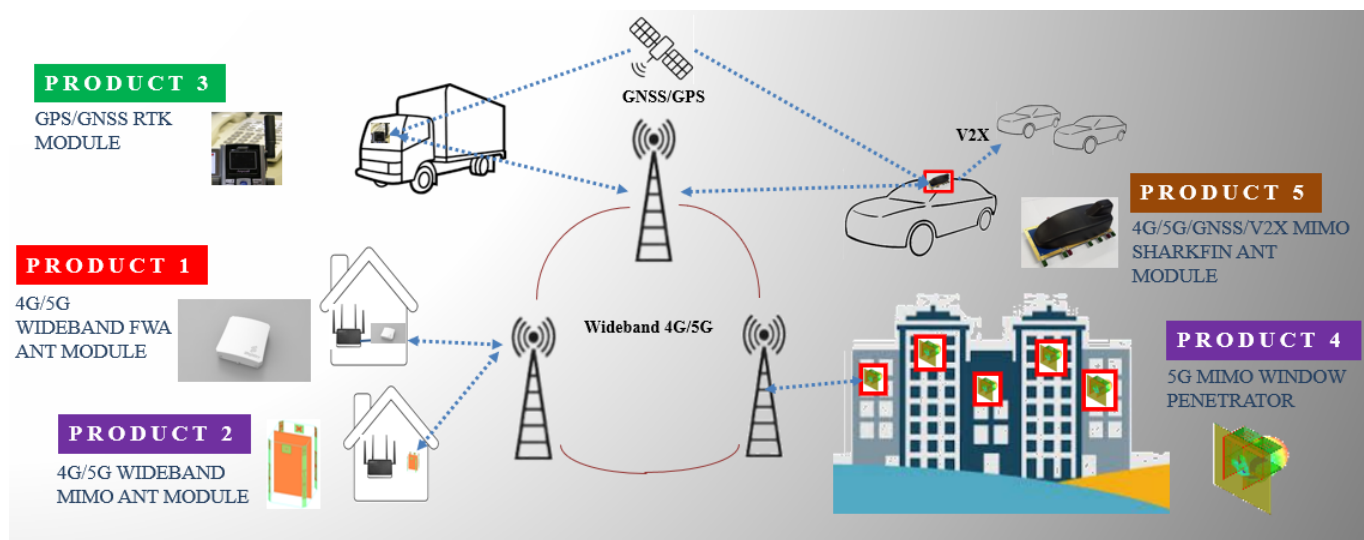 PRODUCT 3
GPS/GNSS RTK
MODULE
GNSS/GPS
V2X
PRODUCT 5
4G/5G/GNSS/V2X MIMO
SHARKFIN ANT
MODULE
PRODUCT 1
4G/5G
WIDEBAND FWA
ANT MODULE
Wideband 4G/5G
PRODUCT 4
5G MIMO WINDOW
PENETRATOR
PRODUCT 2
4G/5G WIDEBAND
MIMO ANT MODULE